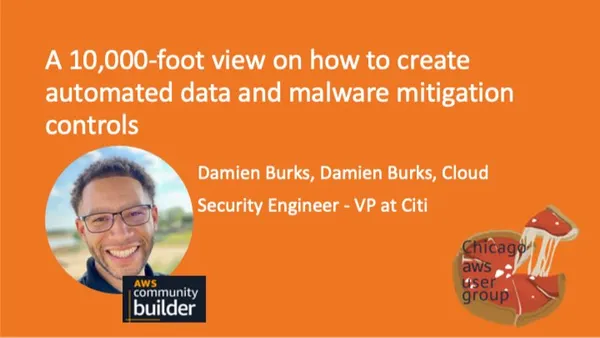 A 10,000-foot view on how to create
automated data and malware mitigation
controls
Damien Burks, Damien Burks, Cloud
Security Engineer - VP at Citi
AWS
community
builder
Chicago
aws
user
group